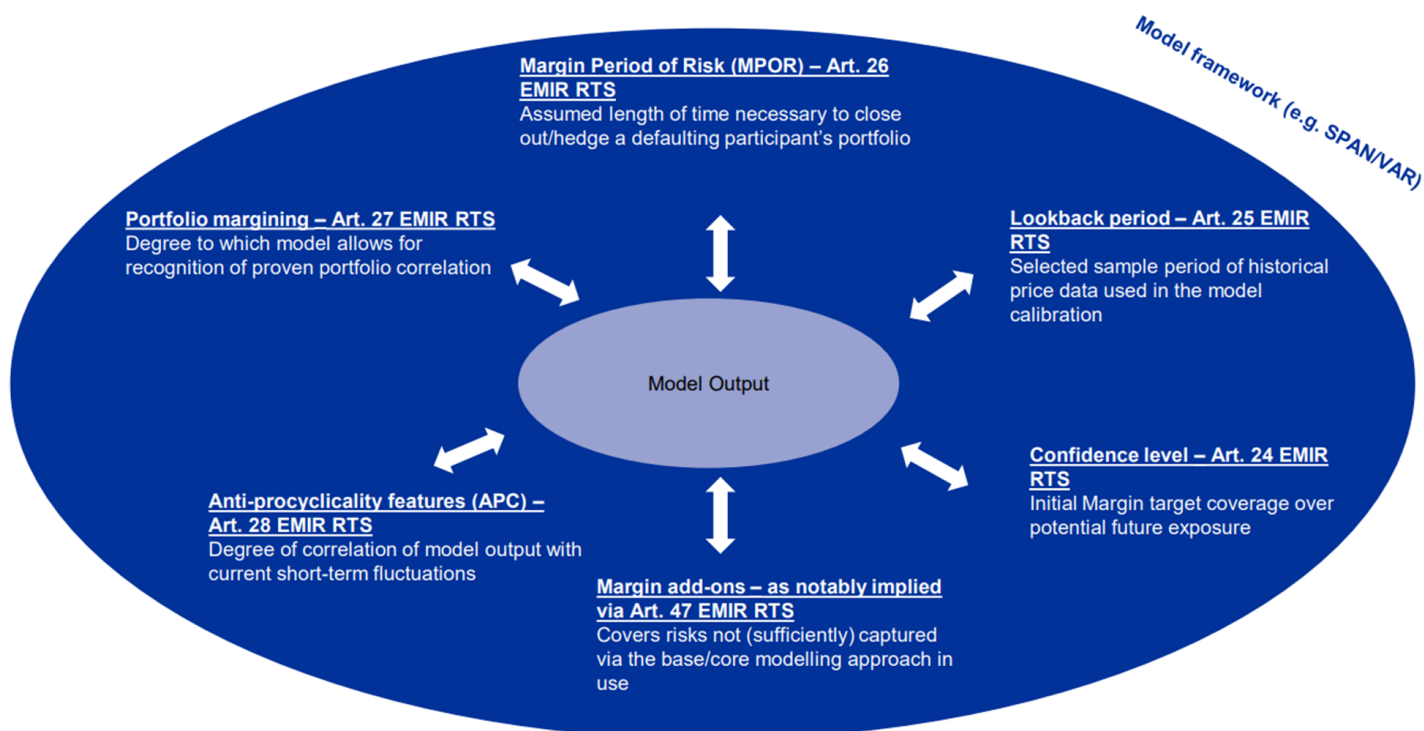 Model framework (e.g. SPAN/VAR)
Margin Period of Risk (MPOR) – Art. 26
EMIR RTS
Assumed length of time necessary to close
out/hedge a defaulting participant's portfolio
Portfolio margining – Art. 27 EMIR RTS
Degree to which model allows for
recognition of proven portfolio correlation
Lookback period – Art. 25 EMIR
RTS
Selected sample period of historical
price data used in the model
calibration
Model Output
Confidence level – Art. 24 EMIR
RTS
Initial Margin target coverage over
potential future exposure
Anti-procyclicality features (APC) –
Art. 28 EMIR RTS
Degree of correlation of model output with
current short-term fluctuations
Margin add-ons – as notably implied
via Art. 47 EMIR RTS
Covers risks not (sufficiently) captured
via the base/core modelling approach in
use